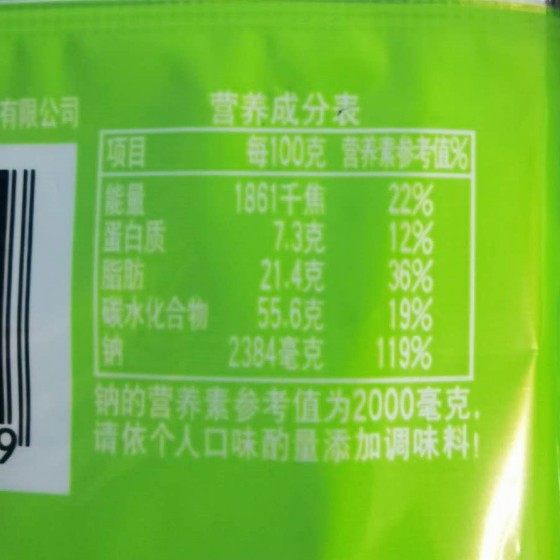 有限公司
营养成分表
项目 每100克 营养素参考值%
能量 1861千焦 22%
蛋白质 7.3克 12%
脂肪 21.4克 36%
碳水化合物 55.6克 19%
钠 2384毫克 119%
钠的营养素参考值为2000毫克.
请依个人口味酌量添加调味料!
9